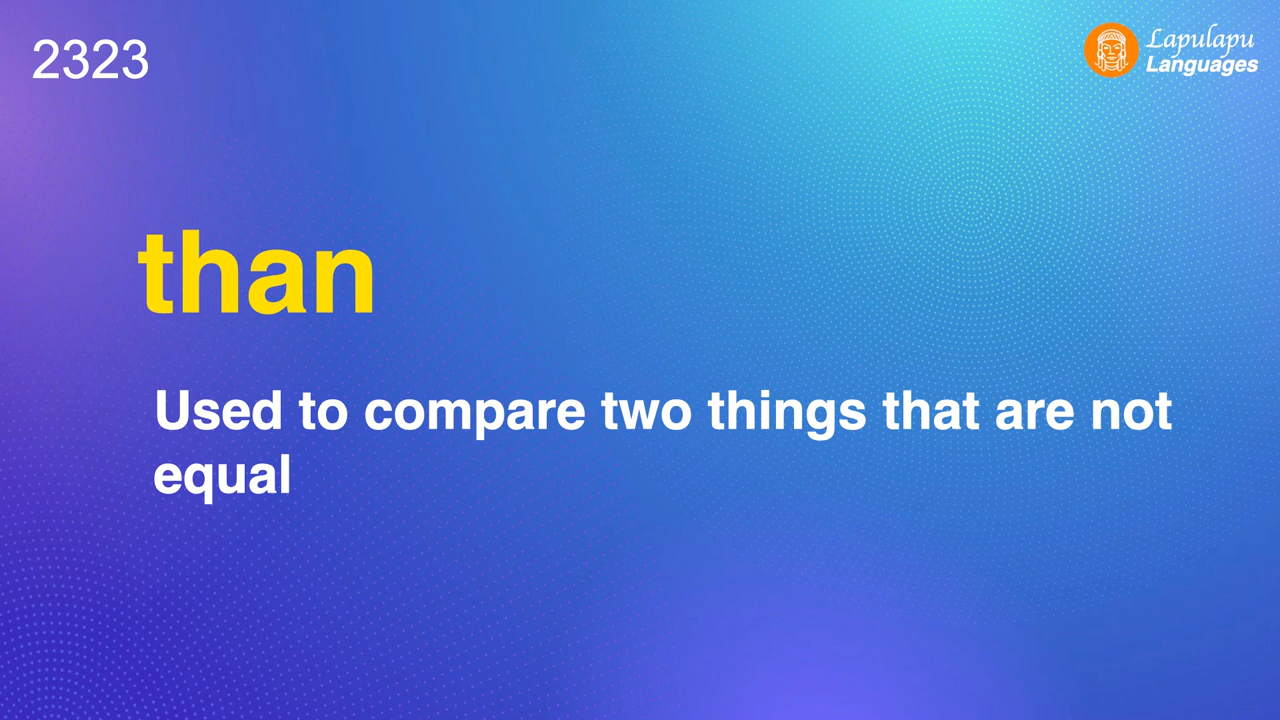 2323
Lapulapu
Languages
than
Used to compare two things that are not
equal